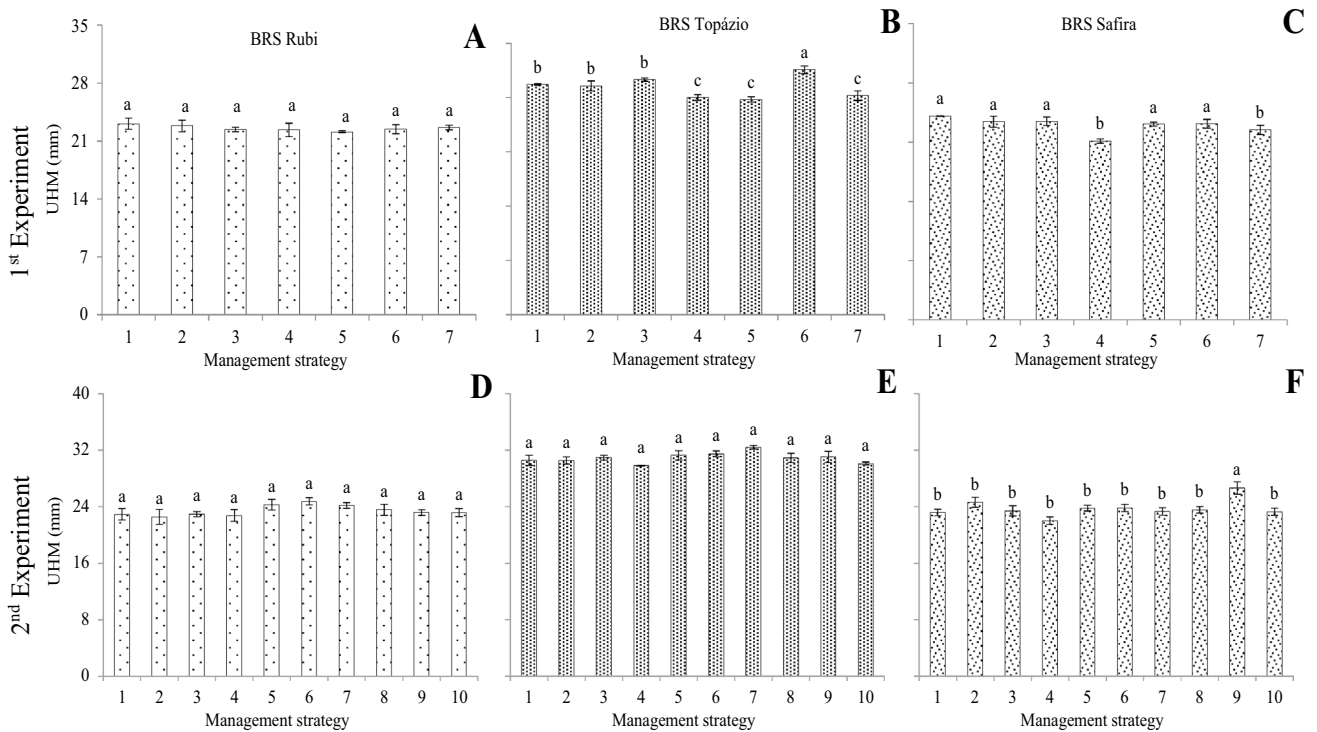 BRS Rubi
A
35
28
21
14
7
0
1st Experiment
UHM (mm)
a a a a a a a
1 2 3 4 5 6 7
Management strategy
BRS Topázio
B
b b b c c a c
1 2 3 4 5 6 7
Management strategy
BRS Safira
C
a a a b a a b
1 2 3 4 5 6 7
Management strategy
D
40
32
24
16
8
0
2nd Experiment
UHM (mm)
a a a a a a a a a a
1 2 3 4 5 6 7 8 9 10
Management strategy
E
a a a a a a a a a a
1 2 3 4 5 6 7 8 9 10
Management strategy
F
b b b b b b b b a b
1 2 3 4 5 6 7 8 9 10
Management strategy